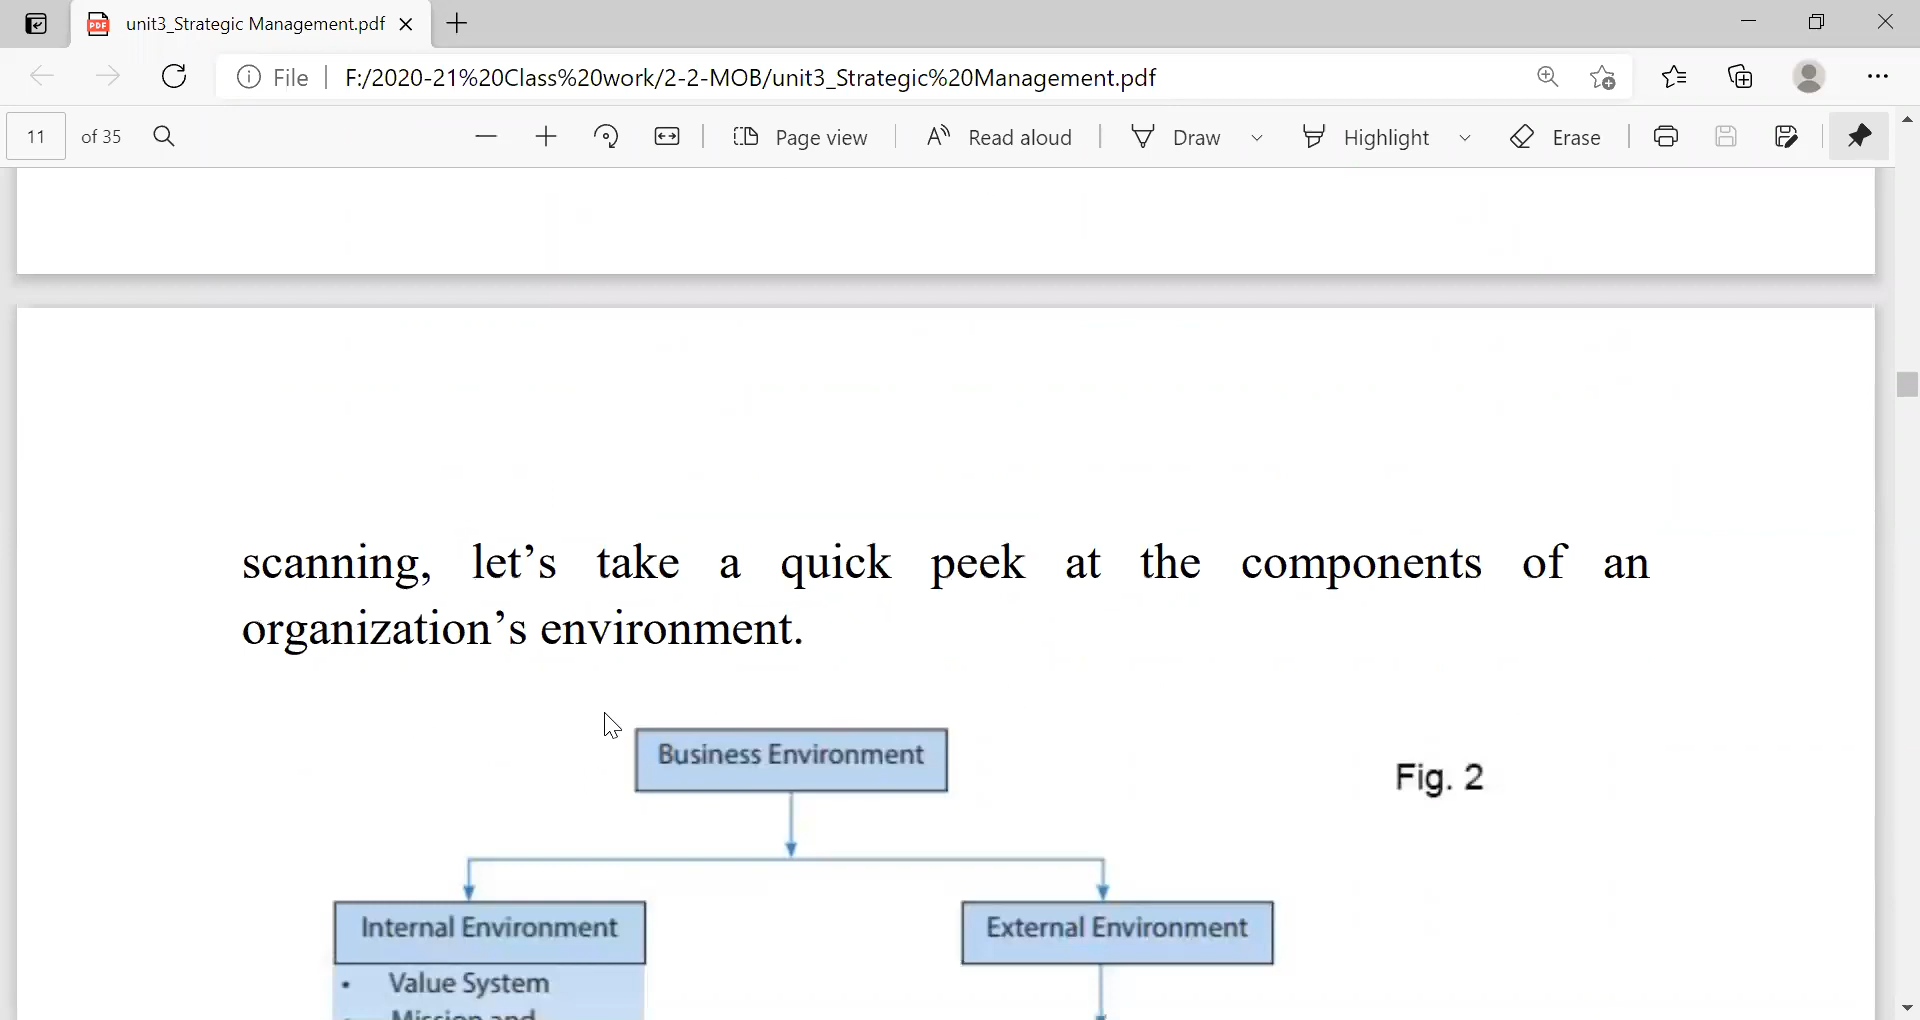 unit3_Strategic Management.pdf
File
F:/2020-21%20Class%20work/2-2-MOB/unit3_Strategic%20Management.pdf
11 of 35
Page view
Read aloud
Draw
Highlight
Erase
scanning, let’s take a quick peek at the components of an
organization’s environment.
Business Environment
Fig. 2
Internal Environment
External Environment
• Value System
Mission and